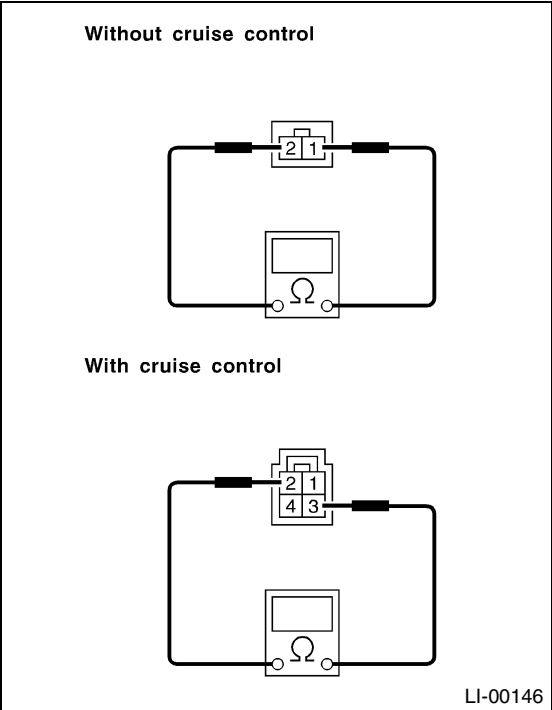 Without cruise control
2 1
Ω
With cruise control
2 1
4 3
Ω
LI-00146